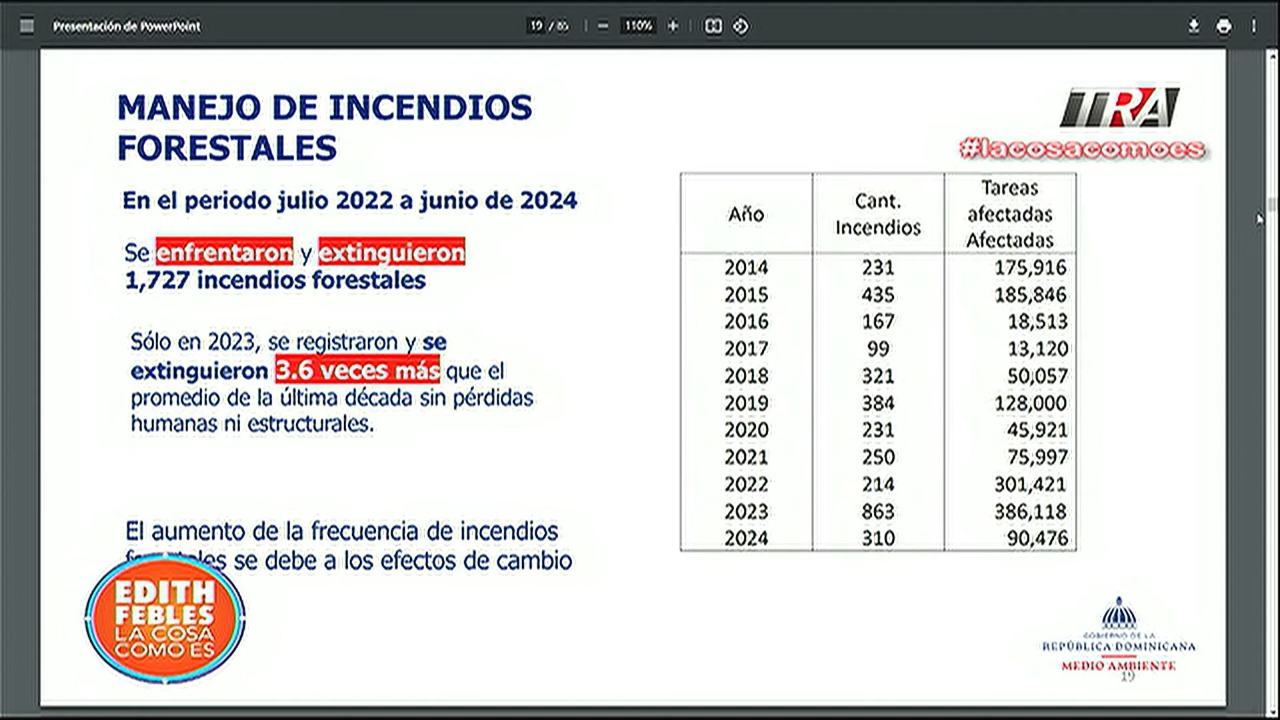 Presentación de PowerPoint
19
110%
MANEJO DE INCENDIOS
FORESTALES
TRA
#lacosacomoes
En el periodo julio 2022 a junio de 2024
Se enfrentaron y extinguieron
1,727 incendios forestales
Sólo en 2023, se registraron y se
extinguieron 3.6 veces más que el
promedio de la última década sin pérdidas
humanas ni estructurales.
El aumento de la frecuencia de incendios
se debe a los efectos de cambio
Año Cant. Incendios Tareas afectadas Afectadas
2014 231 175,916
2015 435 185,846
2016 167 18,513
2017 99 13,120
2018 321 50,057
2019 384 128,000
2020 231 45,921
2021 250 75,997
2022 214 301,421
2023 863 386,118
2024 310 90,476
EDITH
FEBLES
LA COSA
COMO ES
GOBIERNO DE LA
REPÚBLICA DOMINICANA
MEDIO AMBIENTE
19